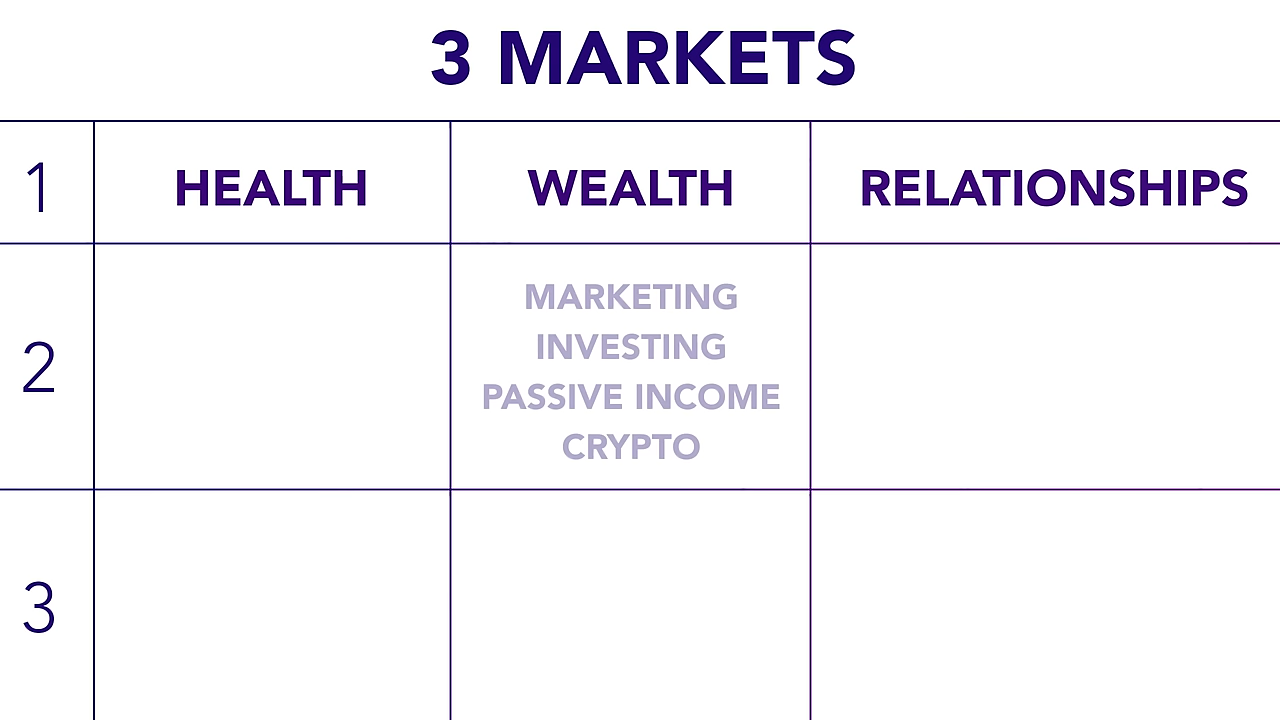 3 MARKETS
1 HEALTH WEALTH RELATIONSHIPS
2
MARKETING
INVESTING
PASSIVE INCOME
CRYPTO
3